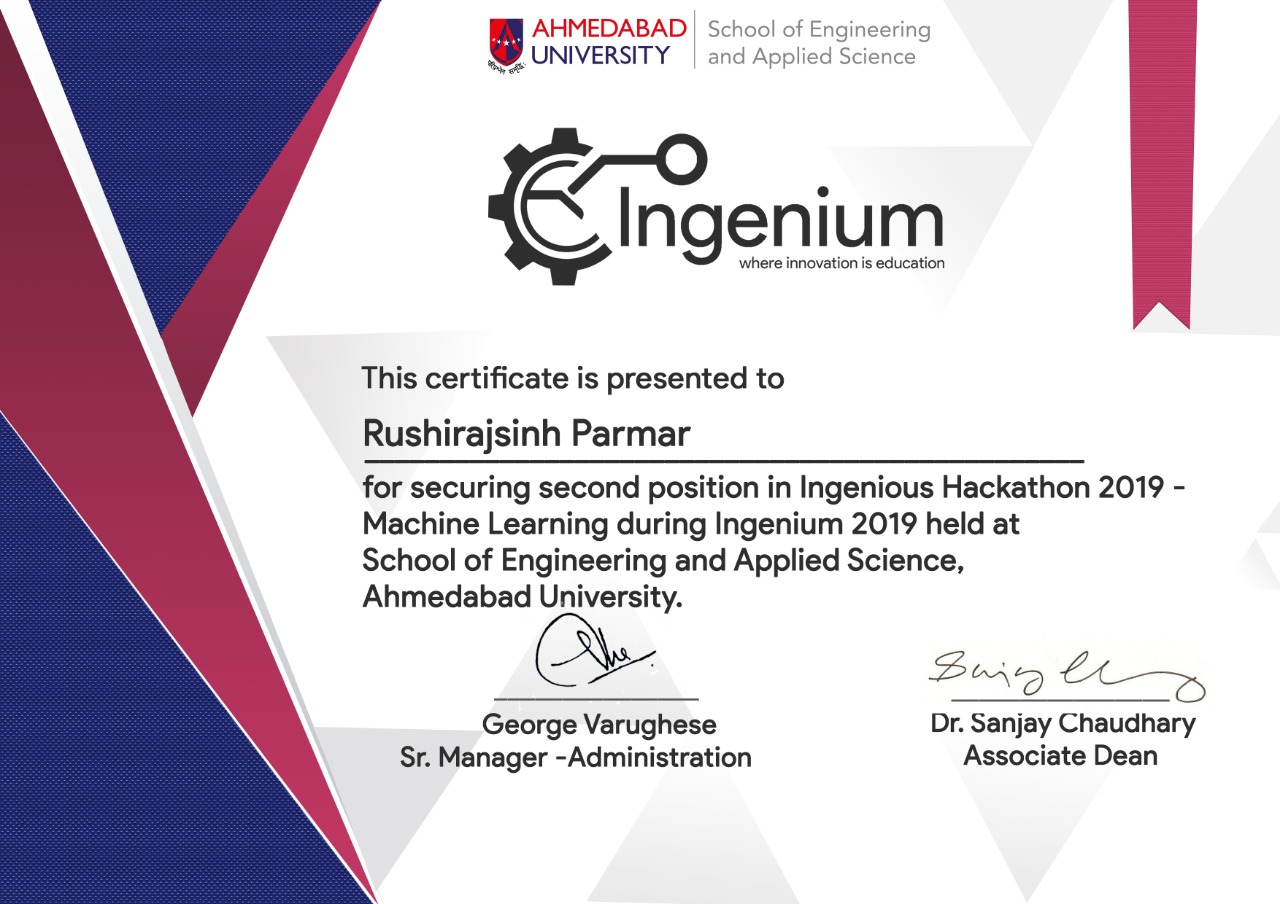 AHMEDABAD
UNIVERSITY
School of Engineering
and Applied Science
Ingenium
where innovation is education
This certificate is presented to
Rushirajsinh Parmar
for securing second position in Ingenious Hackathon 2019 -
Machine Learning during Ingenium 2019 held at
School of Engineering and Applied Science,
Ahmedabad University.
George Varughese
Sr. Manager -Administration
Dr. Sanjay Chaudhary
Associate Dean